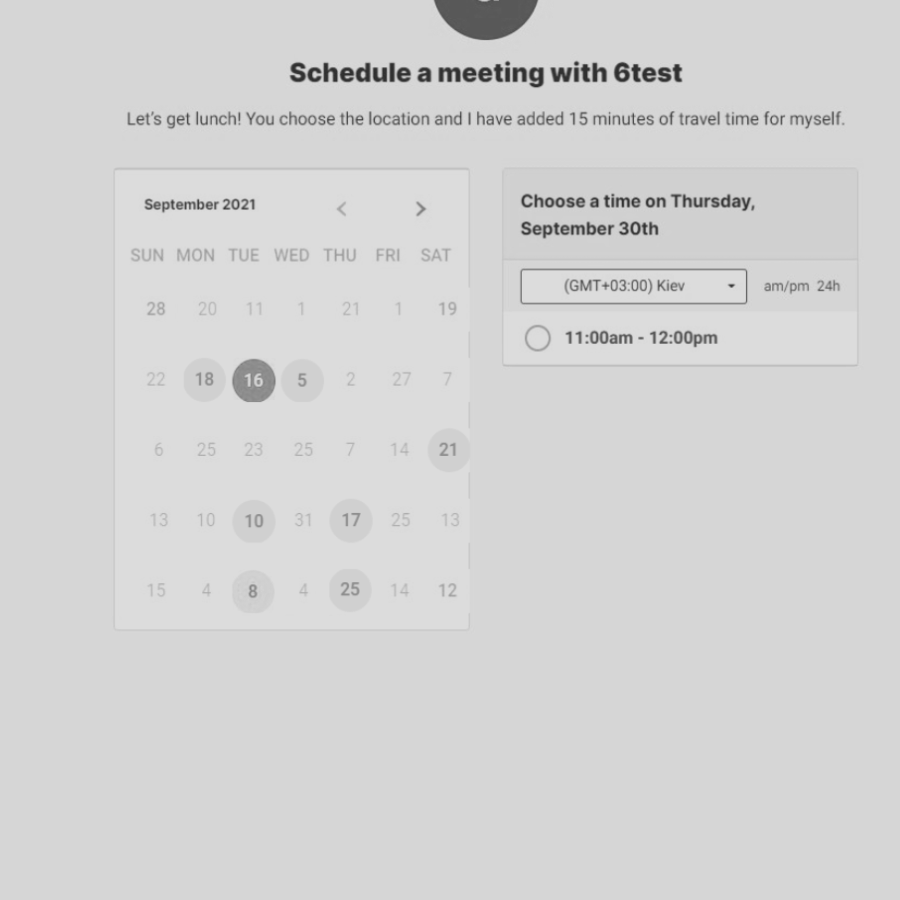 Schedule a meeting with 6test
Let's get lunch! You choose the location and I have added 15 minutes of travel time for myself.
September 2021 < >
SUN MON TUE WED THU FRI SAT
28 20 11 1 21 1 19
22 18 16 5 2 27 7
6 25 23 25 7 14 21
13 10 10 31 17 25 13
15 4 8 4 25 14 12
Choose a time on Thursday,
September 30th
(GMT+03:00) Kiev am/pm 24h
11:00am - 12:00pm